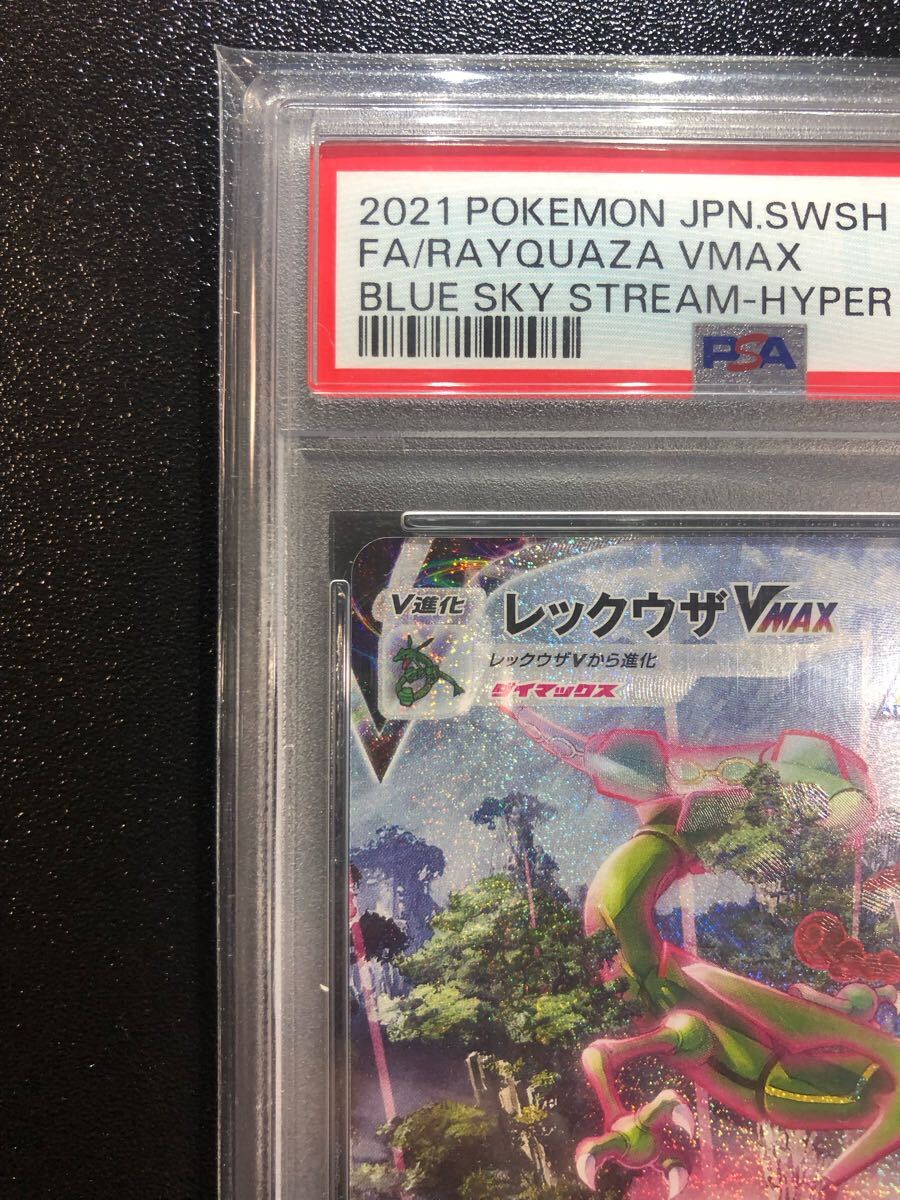 2021 POKEMON JPN.SWSH
FA/RAYQUAZA VMAX
BLUE SKY STREAM-HYPER
PSA
V進化
レックウザVMAX
レックウザVから進化
ダイマックス